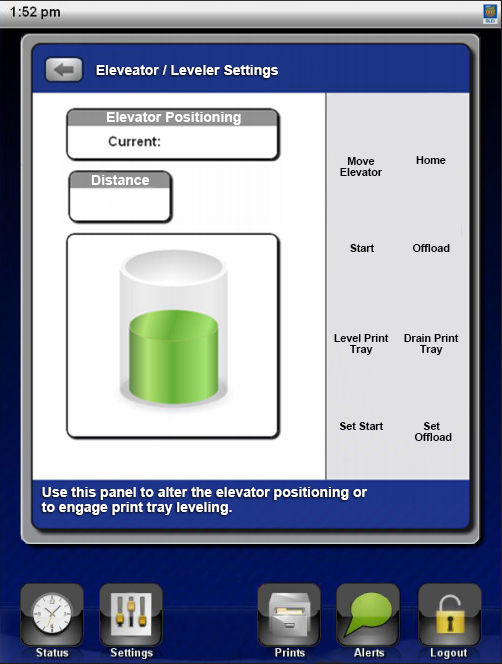 1:52 pm
Eleveator / Leveler Settings
Elevator Positioning
Current:
Distance
Move
Elevator
Home
Start
Offload
Level Print
Tray
Drain Print
Tray
Set Start
Set
Offload
Use this panel to alter the elevator positioning or
to engage print tray leveling.
Status
Settings
Prints
Alerts
Logout